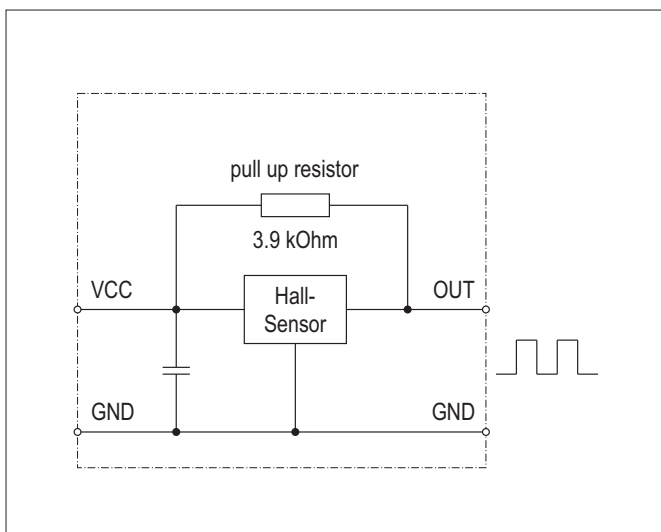 pull up resistor
3.9 kOhm
VCC
Hall-
Sensor
OUT
GND
GND